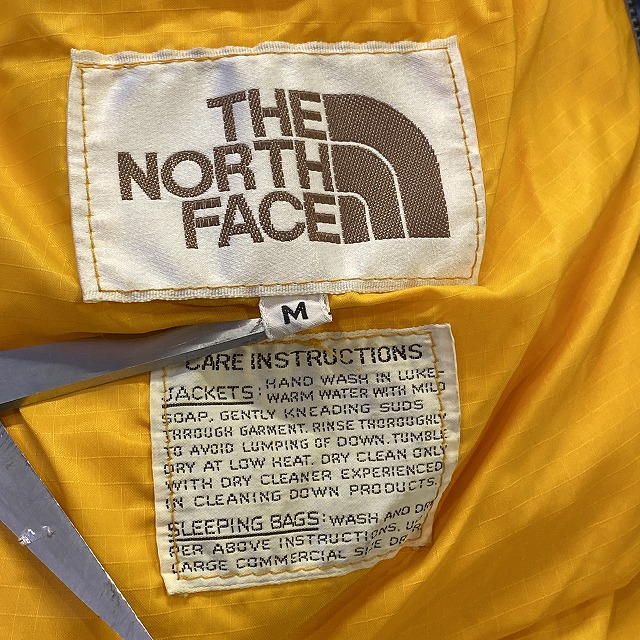 THE
NORTH
FACE
M
CARE INSTRUCTIONS
JACKETS: HAND WASH IN LUKE-
WARM WATER WITH MILD
SOAP. GENTLY KNEADING SUDS
THROUGH GARMENT. RINSE THOROUGHLY
TO AVOID LUMPING OF DOWN. TUMBLE
DRY AT LOW HEAT. DRY CLEAN ONLY
WITH DRY CLEANER EXPERIENCED
IN CLEANING DOWN PRODUCTS.
SLEEPING BAGS: WASH AND DRY
PER ABOVE INSTRUCTIONS.
LARGE COMMERCIAL SIZE